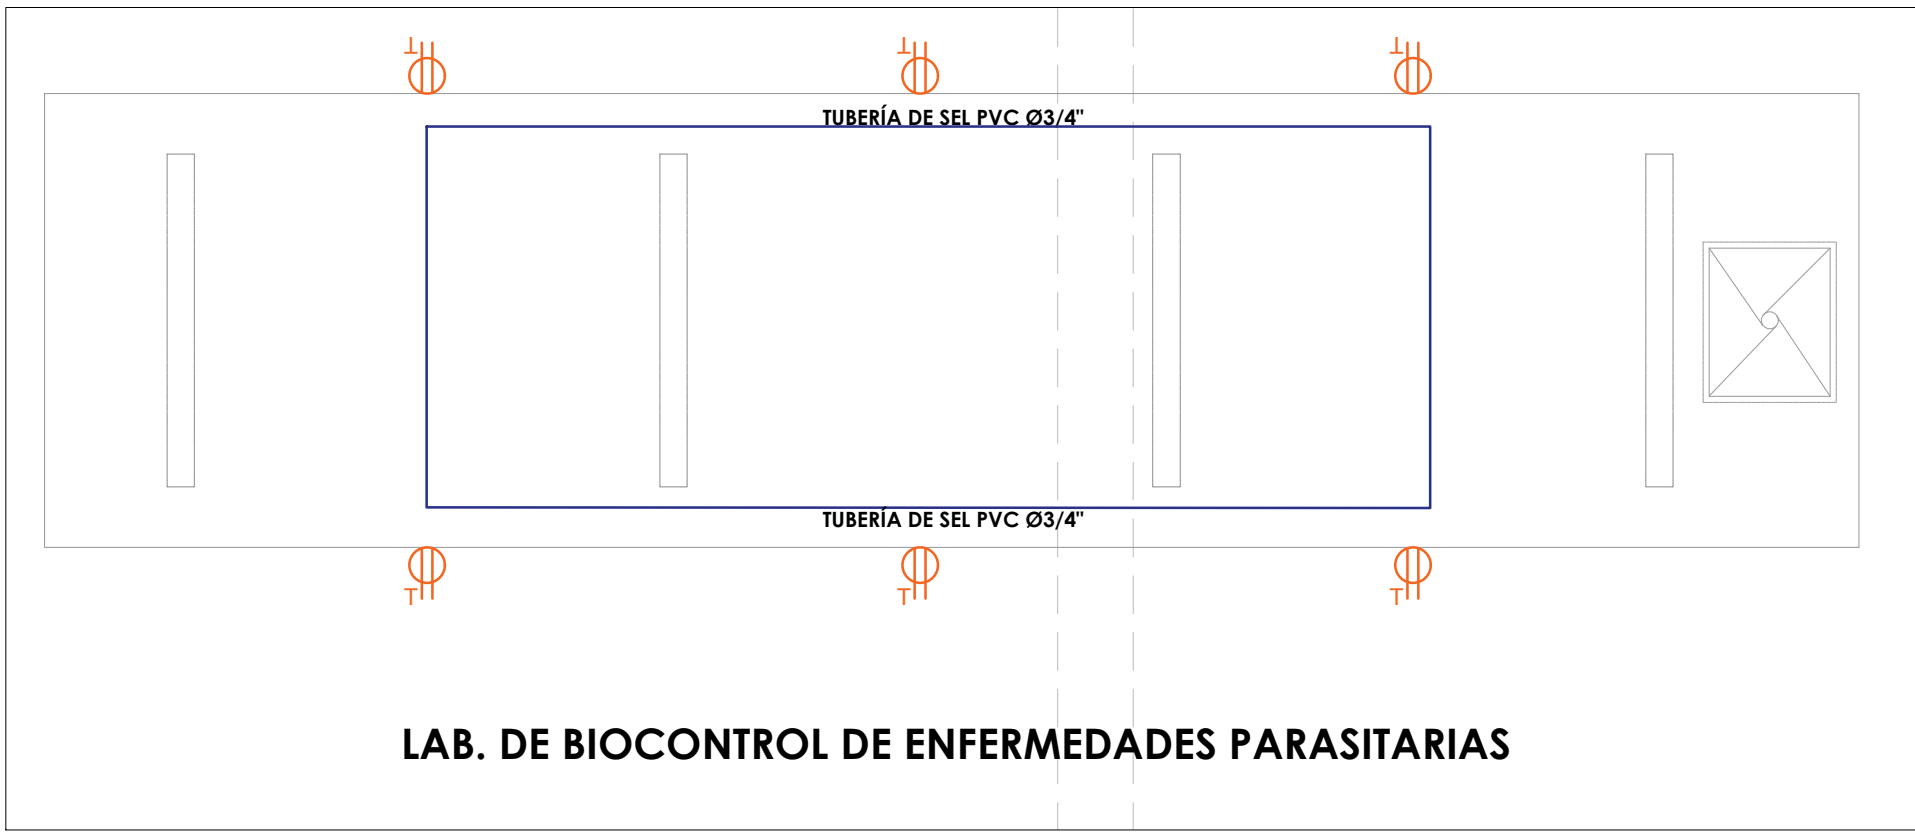 T T T
TUBERÍA DE SEL PVC Ø3/4"
TUBERÍA DE SEL PVC Ø3/4"
T T T
LAB. DE BIOCONTROL DE ENFERMEDADES PARASITARIAS